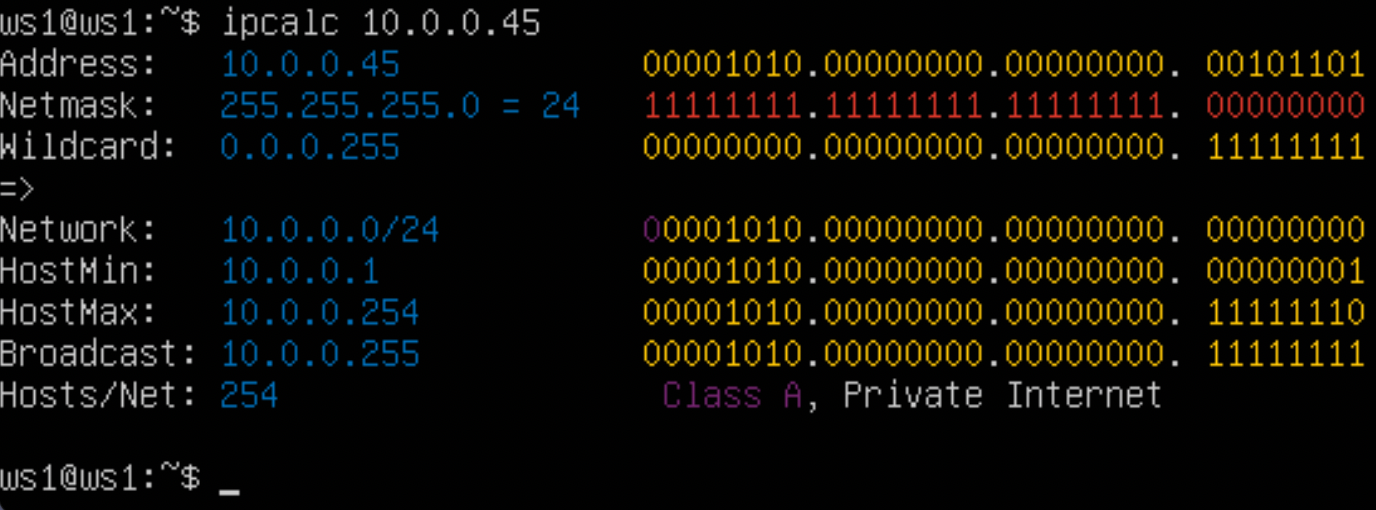 ws1@ws1:~$ ipcalc 10.0.0.45
Address:   10.0.0.45            00001010.00000000.00000000. 00101101
Netmask:   255.255.255.0 = 24   11111111.11111111.11111111. 00000000
Wildcard:  0.0.0.255            00000000.00000000.00000000. 11111111
=>
Network:   10.0.0.0/24          00001010.00000000.00000000. 00000000
HostMin:   10.0.0.1             00001010.00000000.00000000. 00000001
HostMax:   10.0.0.254           00001010.00000000.00000000. 11111110
Broadcast: 10.0.0.255           00001010.00000000.00000000. 11111111
Hosts/Net: 254                   Class A, Private Internet
ws1@ws1:~$ _